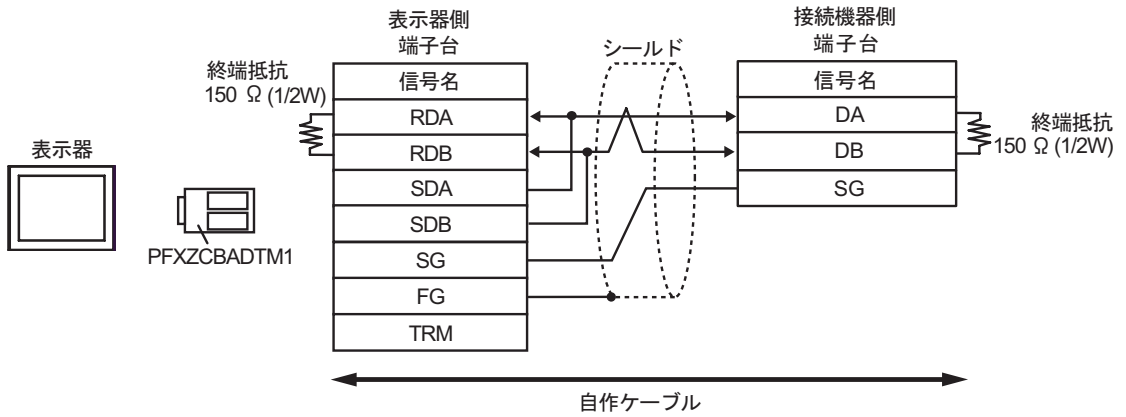 表示器側
端子台
接続機器側
端子台
シールド
終端抵抗
150 Ω (1/2W)
信号名
RDA
RDB
SDA
SDB
SG
FG
TRM
信号名
DA
DB
SG
終端抵抗
150 Ω (1/2W)
表示器
PFXZCBADTM1
自作ケーブル